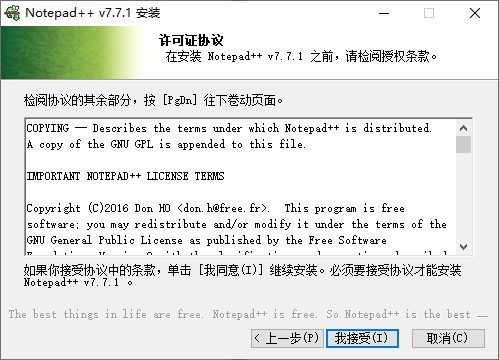 Notepad++ v7.7.1 安装
许可证协议
在安装 Notepad++ v7.7.1 之前，请检阅授权条款。
检阅协议的其余部分，按 [PgDn] 往下卷动页面。
COPYING -- Describes the terms under which Notepad++ is distributed.
A copy of the GNU GPL is appended to this file.
IMPORTANT NOTEPAD++ LICENSE TERMS
Copyright (C)2016 Don HO <don.h@free.fr>.  This program is free
software; you may redistribute and/or modify it under the terms of the
GNU General Public License as published by the Free Software
如果你接受协议中的条款，单击 [我同意(I)] 继续安装。必须要接受协议才能安装
Notepad++ v7.7.1 。
The best things in life are free. Notepad++ is free. So Notepad++ is the best
< 上一步(P)
我接受(I)
取消(C)